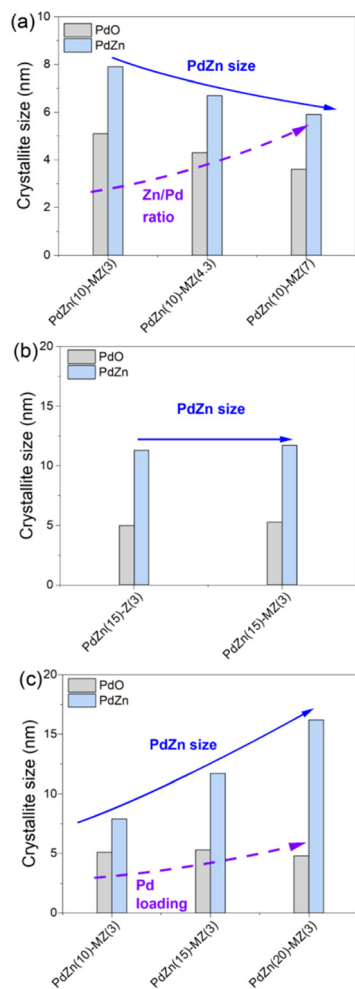 (a)
PdO
PdZn
PdZn size
Zn/Pd
ratio
Crystallite size (nm)
10
8
6
4
2
0
PdZn(10)-MZ(3)
PdZn(10)-MZ(4.3)
PdZn(10)-MZ(7)
(b)
PdO
PdZn
PdZn size
Crystallite size (nm)
20
15
10
5
0
PdZn(15)-Z(3)
PdZn(15)-MZ(3)
(c)
PdO
PdZn
PdZn size
Pd
loading
Crystallite size (nm)
20
15
10
5
0
PdZn(10)-MZ(3)
PdZn(15)-MZ(3)
PdZn(20)-MZ(3)